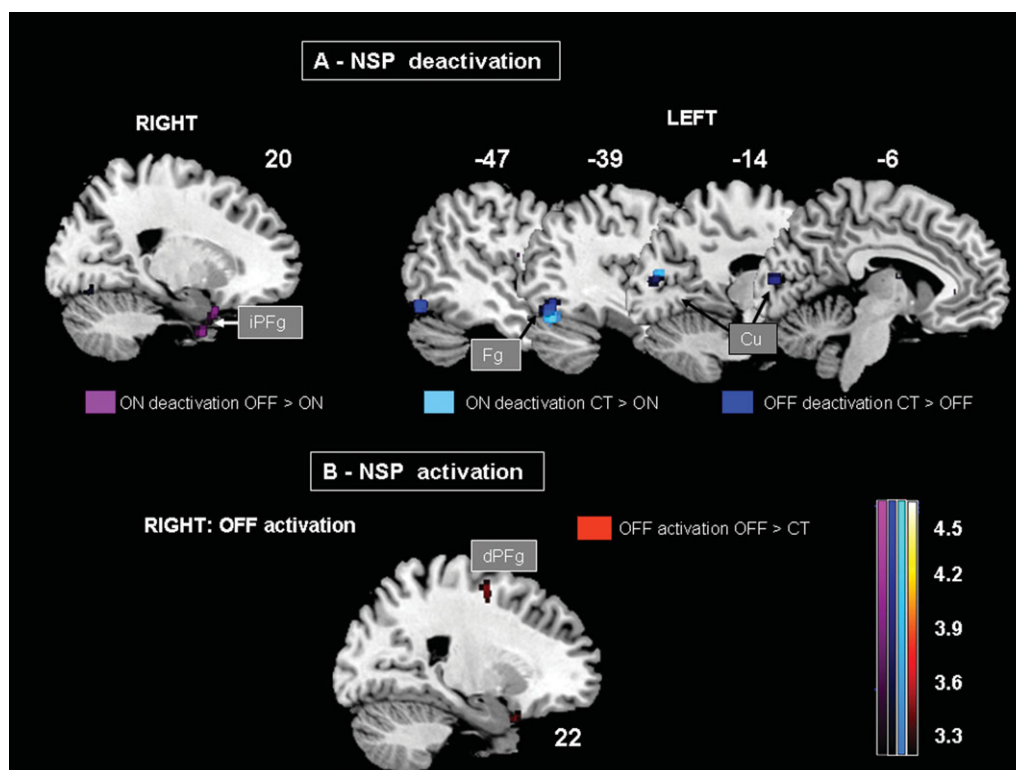 A - NSP deactivation
RIGHT
LEFT
20
-47
-39
-14
-6
iPFg
Fg
Cu
ON deactivation OFF > ON
ON deactivation CT > ON
OFF deactivation CT > OFF
B - NSP activation
RIGHT: OFF activation
OFF activation OFF > CT
dPFg
22
4.5
4.2
3.9
3.6
3.3